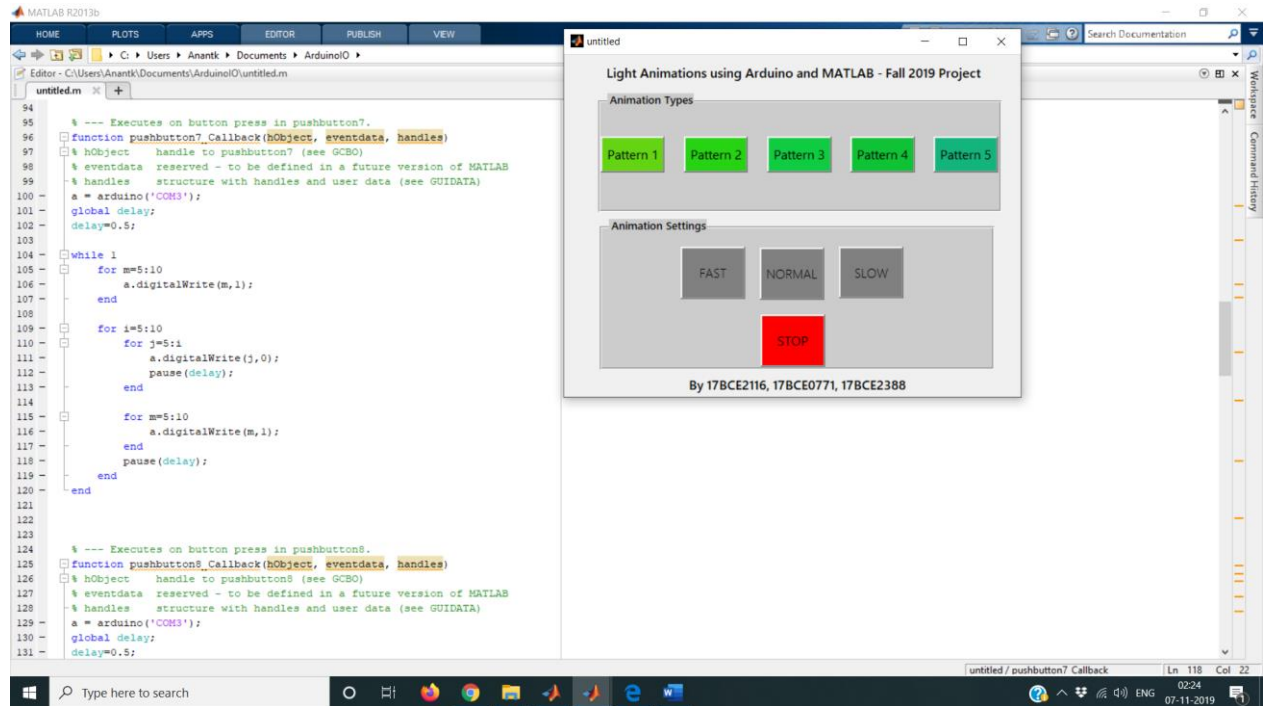 MATLAB R2013b
HOME PLOTS APPS EDITOR PUBLISH VIEW
Search Documentation
C: Users Anantk Documents ArduinoIO
Editor - C:\Users\Anantk\Documents\ArduinoIO\untitled.m
untitled.m
94
95 % --- Executes on button press in pushbutton7.
96 function pushbutton7_Callback(hObject, eventdata, handles)
97 % hObject    handle to pushbutton7 (see GCBO)
98 % eventdata  reserved - to be defined in a future version of MATLAB
99 % handles    structure with handles and user data (see GUIDATA)
100 - a = arduino('COM3');
101 - global delay;
102 - delay=0.5;
103
104 - while 1
105 - for m=5:10
106 - a.digitalWrite(m,1);
107 - end
108
109 - for i=5:10
110 - for j=5:i
111 - a.digitalWrite(j,0);
112 - pause(delay);
113 - end
114
115 - for m=5:10
116 - a.digitalWrite(m,1);
117 - end
118 - pause(delay);
119 - end
120 - end
121
122
123
124 % --- Executes on button press in pushbutton8.
125 function pushbutton8_Callback(hObject, eventdata, handles)
126 % hObject    handle to pushbutton8 (see GCBO)
127 % eventdata  reserved - to be defined in a future version of MATLAB
128 % handles    structure with handles and user data (see GUIDATA)
129 - a = arduino('COM3');
130 - global delay;
131 - delay=0.5;
untitled
Light Animations using Arduino and MATLAB - Fall 2019 Project
Animation Types
Pattern 1 Pattern 2 Pattern 3 Pattern 4 Pattern 5
Animation Settings
FAST NORMAL SLOW
STOP
By 17BCE2116, 17BCE0771, 17BCE2388
Workspace
Command History
untitled / pushbutton7 Callback Ln 118 Col 22
Type here to search
ENG
02:24
07-11-2019
1